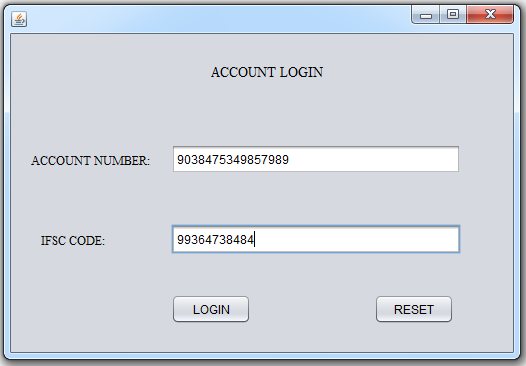 ACCOUNT LOGIN
ACCOUNT NUMBER: 9038475349857989
IFSC CODE: 99364738484
LOGIN RESET